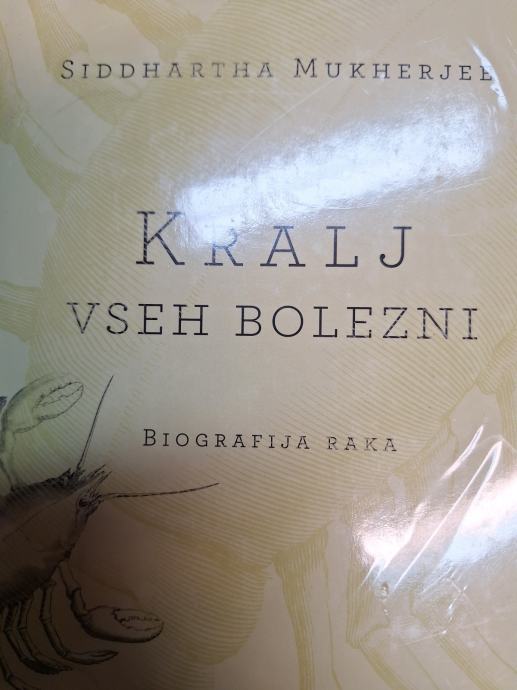 SIDDHARTHA MUKHERJEE
KRALJ
VSEH BOLEZNI
BIOGRAFIJA RAKA